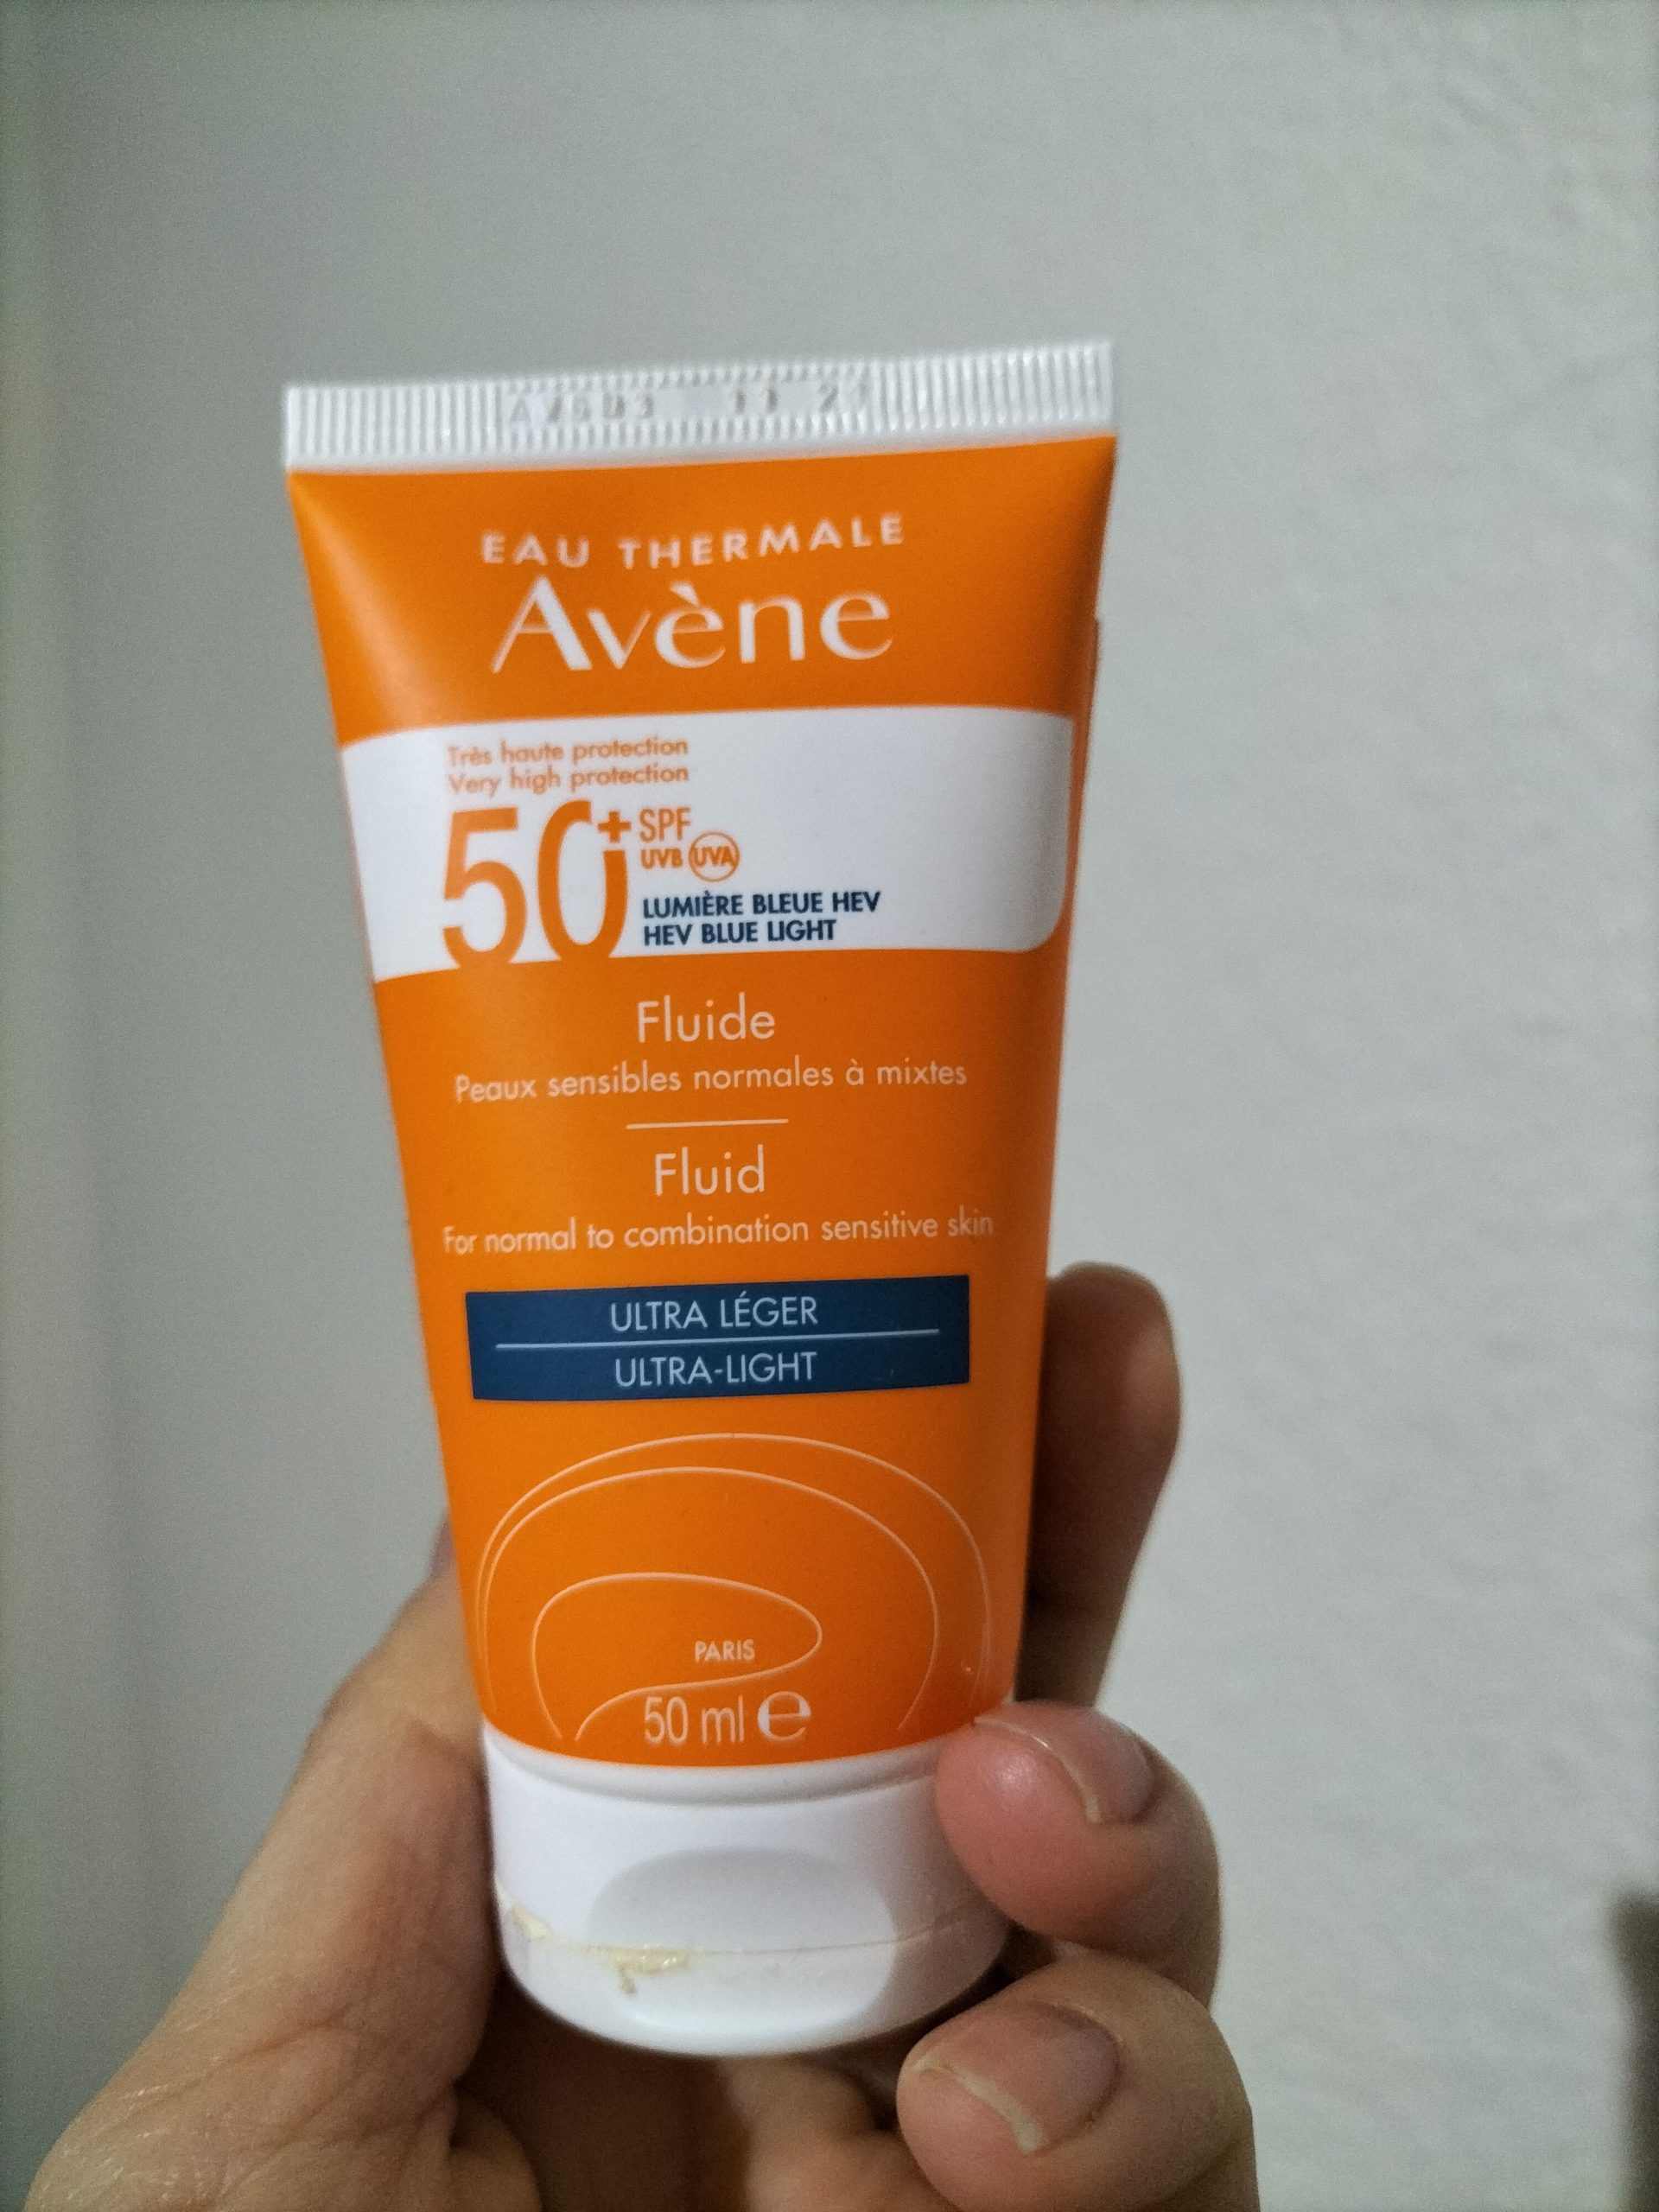 EAU THERMALE
Avène
Très haute protection
Very high protection
50+ SPF
UVB UVA
LUMIÈRE BLEUE HEV
HEV BLUE LIGHT
Fluide
Peaux sensibles normales à mixtes
Fluid
For normal to combination sensitive skin
ULTRA LÉGER
ULTRA-LIGHT
PARIS
50 ml e